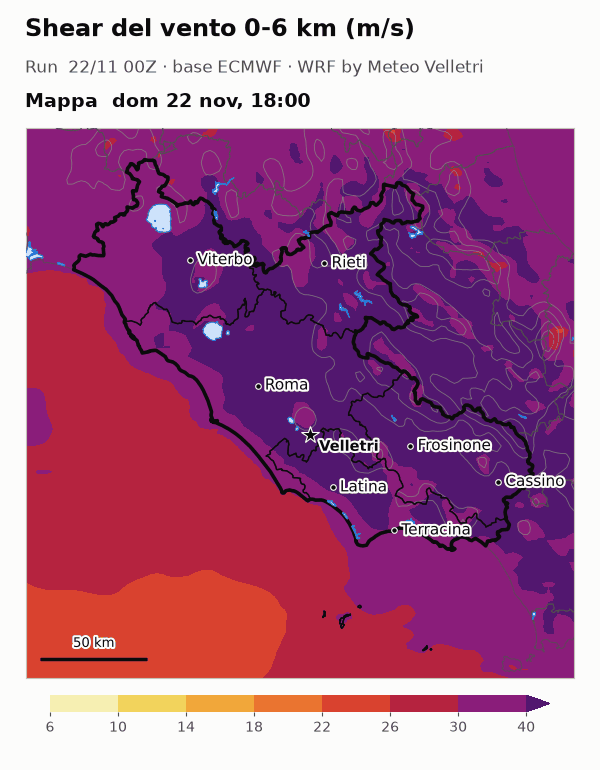 Shear del vento 0-6 km (m/s)
Run  22/11 00Z · base ECMWF · WRF by Meteo Velletri
Mappa  dom 22 nov, 18:00
Viterbo
Rieti
Roma
Velletri
Frosinone
Cassino
Latina
Terracina
50 km
6 10 14 18 22 26 30 40